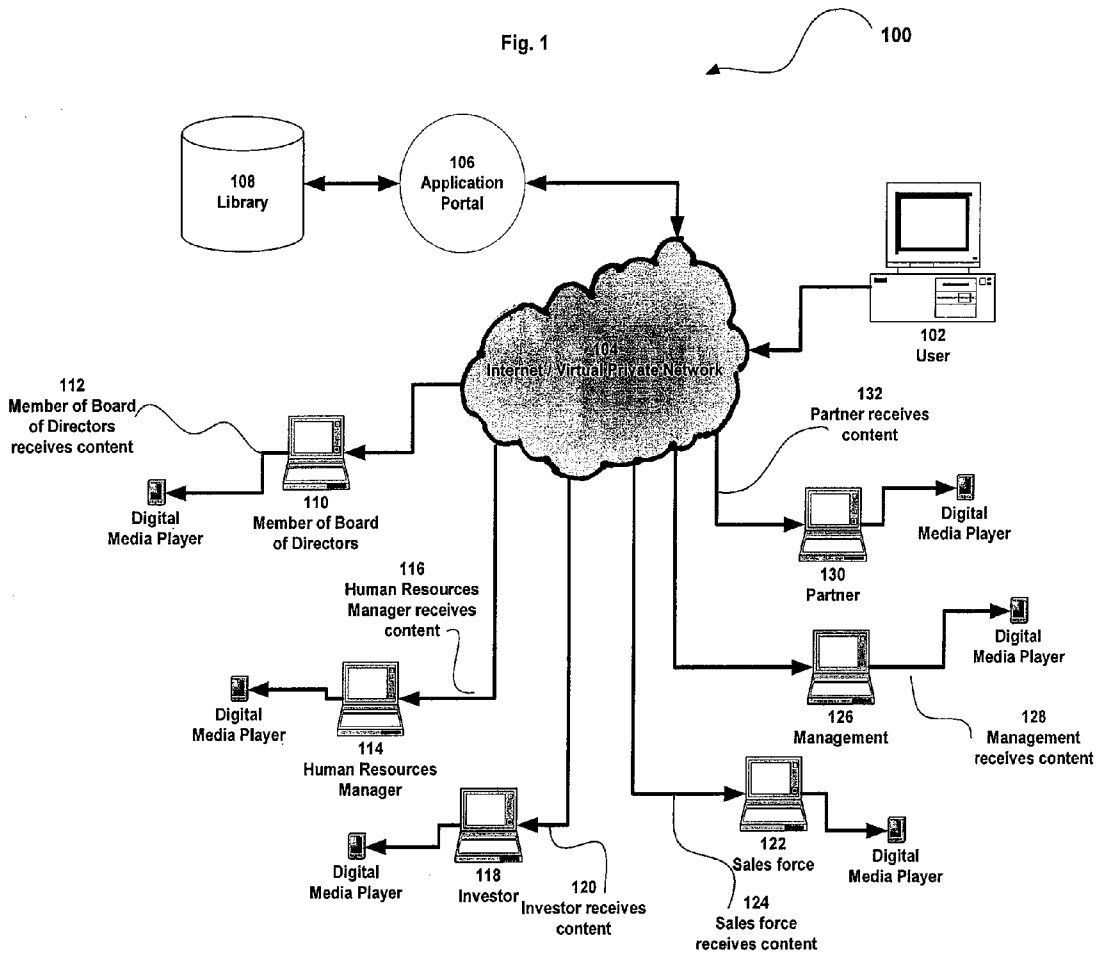 Fig. 1
100
108
Library
106
Application
Portal
102
User
104
Internet / Virtual Private Network
112
Member of Board
of Directors
receives content
110
Member of Board
of Directors
Digital
Media Player
132
Partner receives
content
130
Partner
Digital
Media Player
116
Human Resources
Manager receives
content
114
Human Resources
Manager
Digital
Media Player
126
Management
Digital
Media Player
128
Management
receives content
118
Investor
Digital
Media Player
120
Investor receives
content
122
Sales force
Digital
Media Player
124
Sales force
receives content